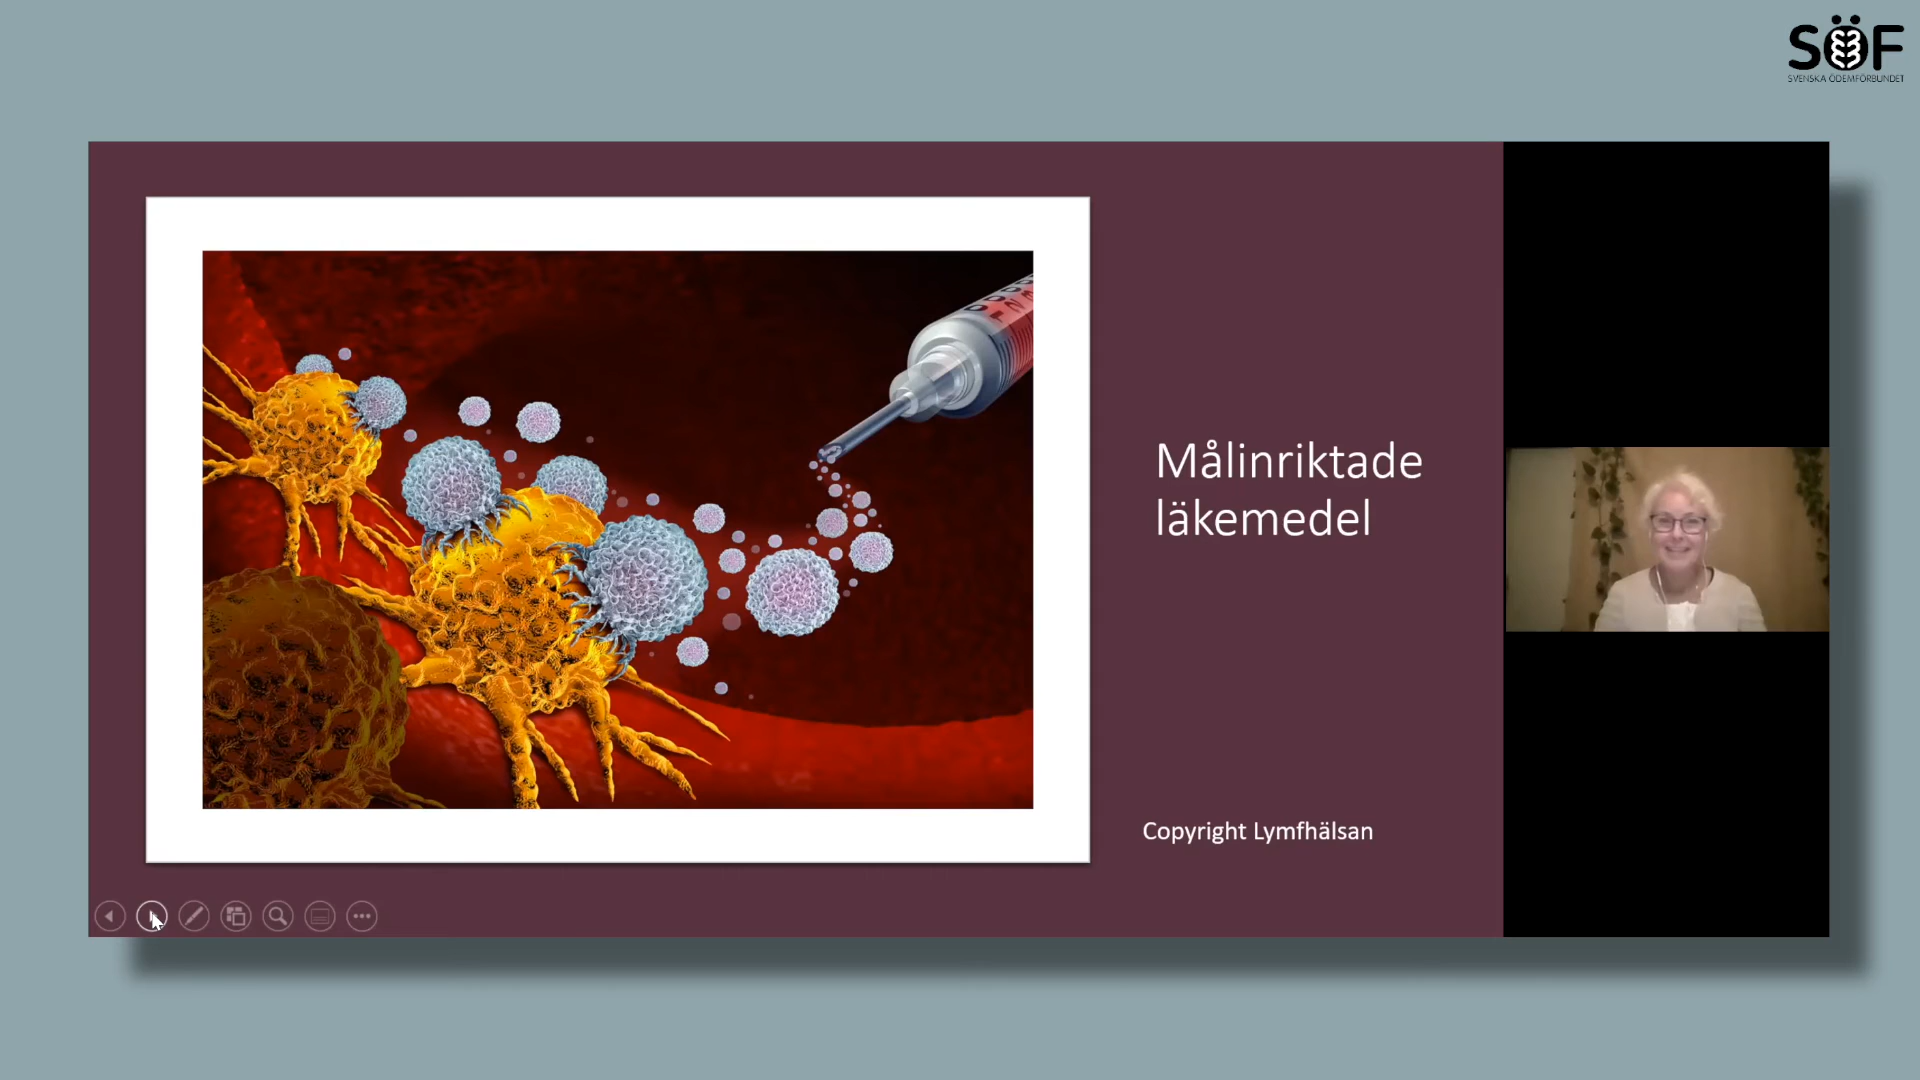 SÖF
SVENSKA ÖDEMFÖRBUNDET
Målinriktade
läkemedel
Copyright Lymfhälsan